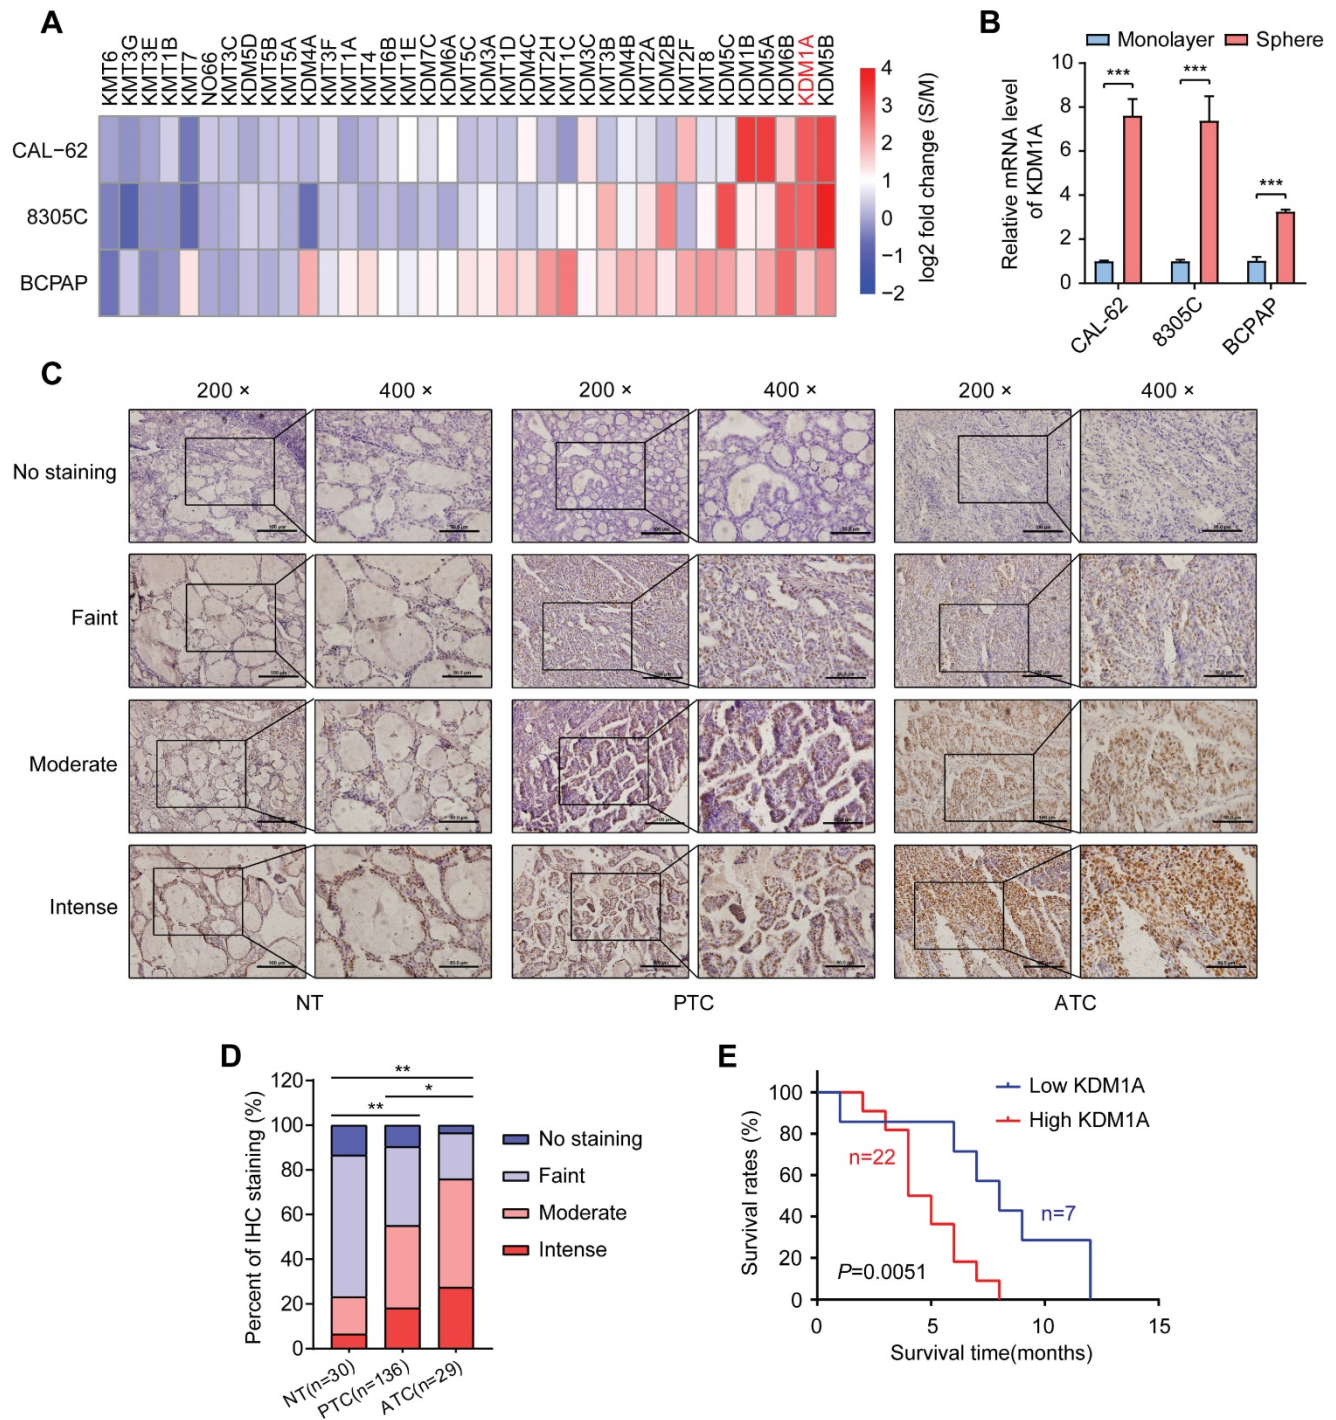 A
KMT6 KMT3G KMT3E KMT1B KMT7 NO66 KMT3C KDM5D KMT5B KMT5A KDM4A KMT3F KMT1A KMT4 KMT6B KMT1E KDM7C KDM6A KMT5C KDM3A KMT1D KDM4C KMT2H KMT1C KDM3C KMT3B KDM4B KMT2A KDM2B KMT2F KMT8 KDM5C KDM1B KDM5A KDM6B KDM1A KDM5B
CAL−62
8305C
BCPAP
4
3
2
1
0
−1
−2
log2 fold change (S/M)
B
Monolayer Sphere
Relative mRNA level
of KDM1A
10
8
6
4
2
0
*** *** ***
CAL-62 8305C BCPAP
C
200 × 400 × 200 × 400 × 200 × 400 ×
No staining
Faint
Moderate
Intense
NT PTC ATC
D
Percent of IHC staining (%)
120
100
80
60
40
20
0
**
*
**
No staining
Faint
Moderate
Intense
NT(n=30) PTC(n=136) ATC(n=29)
E
Survival rates (%)
100
80
60
40
20
0
Low KDM1A
High KDM1A
n=22
n=7
P=0.0051
0 5 10 15
Survival time(months)